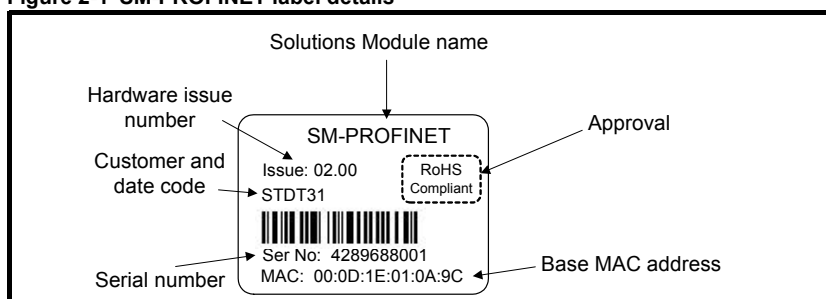 Figure 2-1 SM-PROFINET label details
Solutions Module name
Hardware issue
number
Approval
SM-PROFINET
Customer and
date code
Issue: 02.00
RoHS
Compliant
STDT31
Ser No: 4289688001
Serial number
MAC: 00:0D:1E:01:0A:9C
Base MAC address